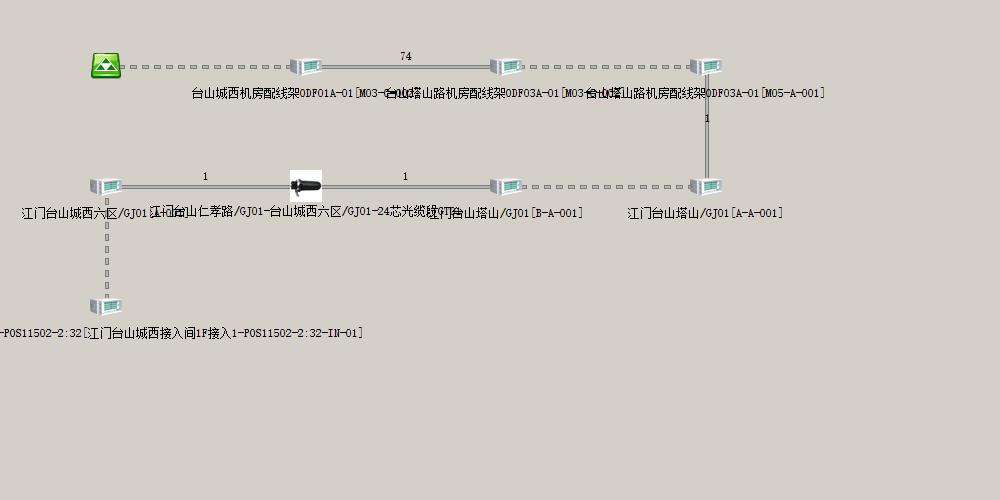 74
台山城西机房配线架ODF01A-01[M03-C
台山塔山路机房配线架ODF03A-01[M03
台山塔山路机房配线架ODF03A-01[M05-A-001]
1
1
1
江门台山城西六区/GJ01
江门台山仁孝路/GJ01-台山城西六区/GJ01-24芯光缆段GT
江门台山塔山/GJ01[B-A-001]
江门台山塔山/GJ01[A-A-001]
-POS11502-2:32[江门台山城西接入间1F接入1-POS11502-2:32-IN-01]